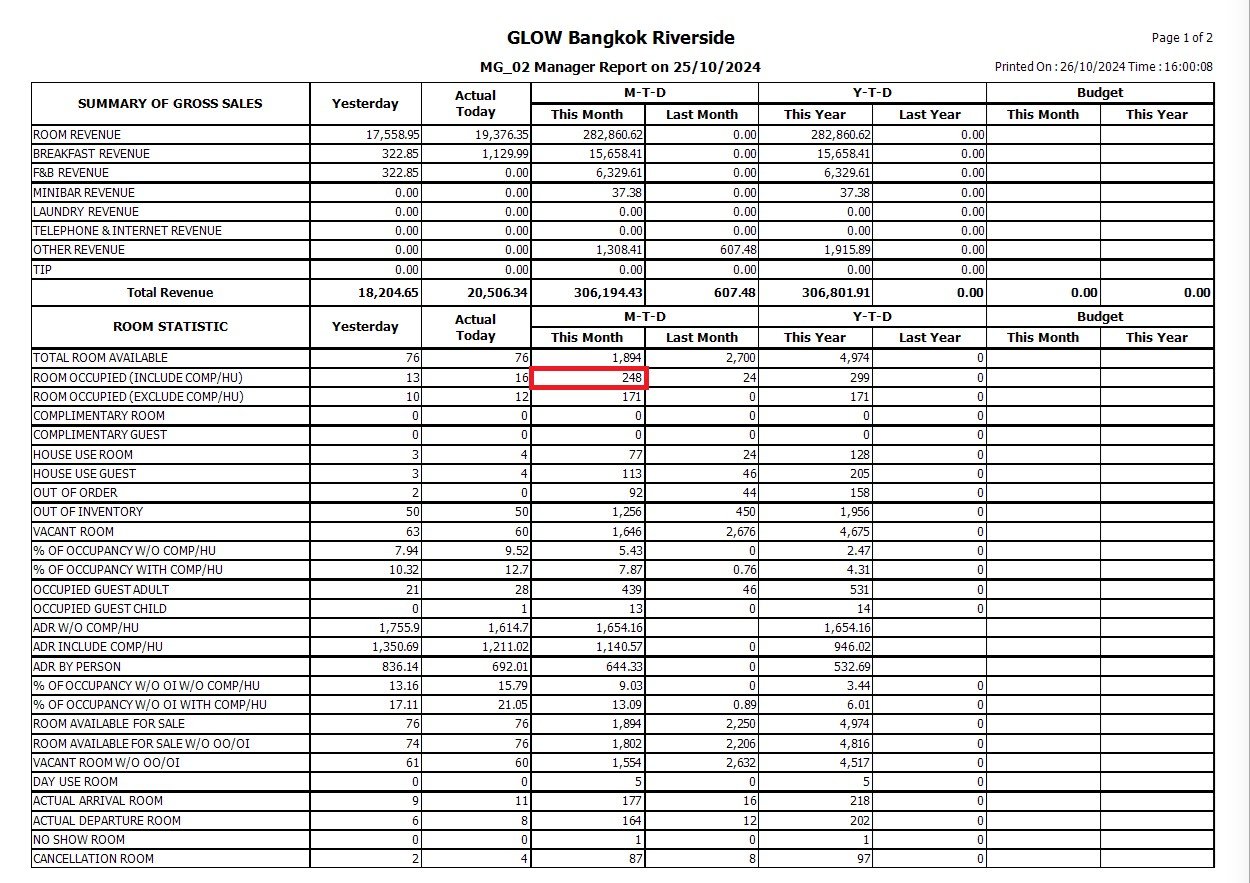 GLOW Bangkok Riverside
Page 1 of 2
MG_02 Manager Report on 25/10/2024
Printed On : 26/10/2024 Time : 16:00:08
SUMMARY OF GROSS SALES Yesterday Actual Today M-T-D Y-T-D Budget
This Month Last Month This Year Last Year This Month This Year
ROOM REVENUE 17,558.95 19,376.35 282,860.62 0.00 282,860.62 0.00
BREAKFAST REVENUE 322.85 1,129.99 15,658.41 0.00 15,658.41 0.00
F&B REVENUE 322.85 0.00 6,329.61 0.00 6,329.61 0.00
MINIBAR REVENUE 0.00 0.00 37.38 0.00 37.38 0.00
LAUNDRY REVENUE 0.00 0.00 0.00 0.00 0.00 0.00
TELEPHONE & INTERNET REVENUE 0.00 0.00 0.00 0.00 0.00 0.00
OTHER REVENUE 0.00 0.00 1,308.41 607.48 1,915.89 0.00
TIP 0.00 0.00 0.00 0.00 0.00 0.00
Total Revenue 18,204.65 20,506.34 306,194.43 607.48 306,801.91 0.00 0.00 0.00
ROOM STATISTIC Yesterday Actual Today M-T-D Y-T-D Budget
This Month Last Month This Year Last Year This Month This Year
TOTAL ROOM AVAILABLE 76 76 1,894 2,700 4,974 0
ROOM OCCUPIED (INCLUDE COMP/HU) 13 16 248 24 299 0
ROOM OCCUPIED (EXCLUDE COMP/HU) 10 12 171 0 171 0
COMPLIMENTARY ROOM 0 0 0 0 0 0
COMPLIMENTARY GUEST 0 0 0 0 0 0
HOUSE USE ROOM 3 4 77 24 128 0
HOUSE USE GUEST 3 4 113 46 205 0
OUT OF ORDER 2 0 92 44 158 0
OUT OF INVENTORY 50 50 1,256 450 1,956 0
VACANT ROOM 63 60 1,646 2,676 4,675 0
% OF OCCUPANCY W/O COMP/HU 7.94 9.52 5.43 0 2.47 0
% OF OCCUPANCY WITH COMP/HU 10.32 12.7 7.87 0.76 4.31 0
OCCUPIED GUEST ADULT 21 28 439 46 531 0
OCCUPIED GUEST CHILD 0 1 13 0 14 0
ADR W/O COMP/HU 1,755.9 1,614.7 1,654.16 1,654.16
ADR INCLUDE COMP/HU 1,350.69 1,211.02 1,140.57 0 946.02
ADR BY PERSON 836.14 692.01 644.33 0 532.69
% OF OCCUPANCY W/O OI W/O COMP/HU 13.16 15.79 9.03 0 3.44 0
% OF OCCUPANCY W/O OI WITH COMP/HU 17.11 21.05 13.09 0.89 6.01 0
ROOM AVAILABLE FOR SALE 76 76 1,894 2,250 4,974 0
ROOM AVAILABLE FOR SALE W/O OO/OI 74 76 1,802 2,206 4,816 0
VACANT ROOM W/O OO/OI 61 60 1,554 2,632 4,517 0
DAY USE ROOM 0 0 5 0 5 0
ACTUAL ARRIVAL ROOM 9 11 177 16 218 0
ACTUAL DEPARTURE ROOM 6 8 164 12 202 0
NO SHOW ROOM 0 0 1 0 1 0
CANCELLATION ROOM 2 4 87 8 97 0